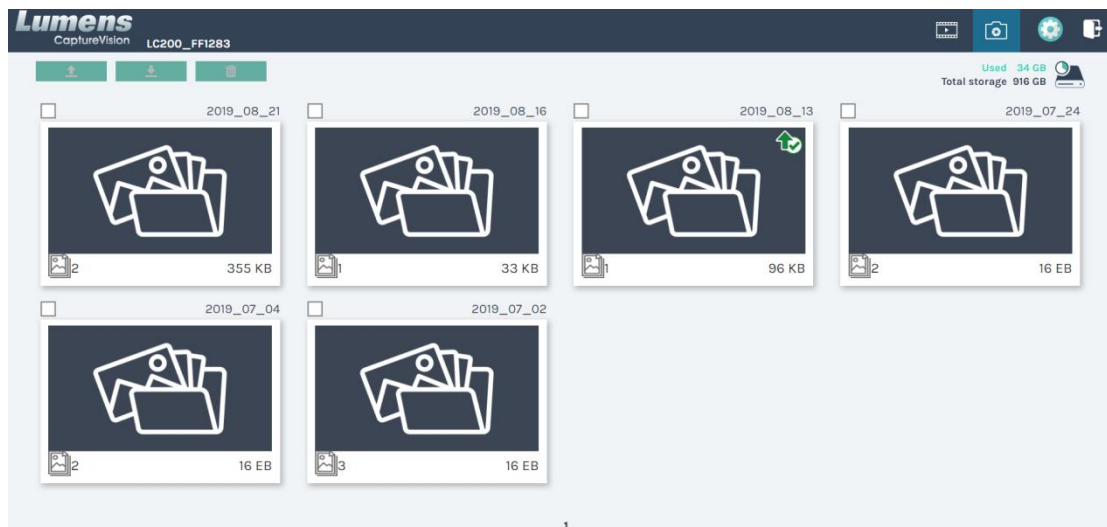 Lumens
CaptureVision LC200_FF1283
Used 34 GB
Total storage 916 GB
2019_08_21
2019_08_16
2019_08_13
2019_07_24
2 355 KB
1 33 KB
1 96 KB
2 16 EB
2019_07_04
2019_07_02
2 16 EB
3 16 EB
1